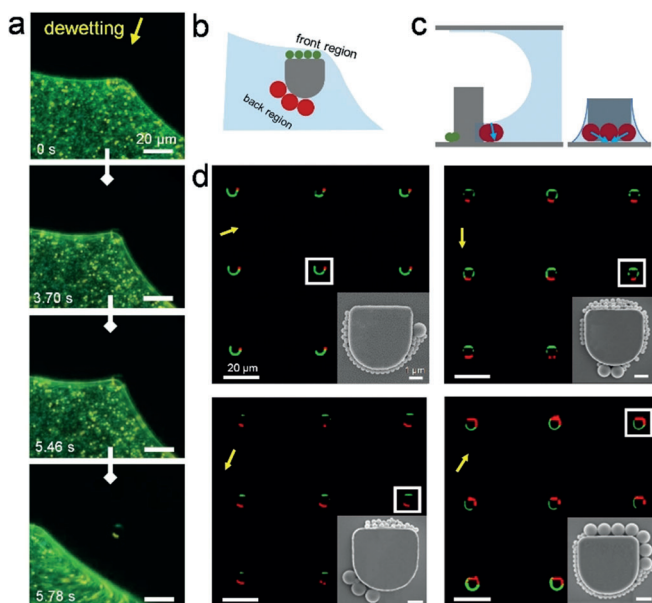 a
dewetting
20 µm
0 s
3.70 s
5.46 s
5.78 s
b
front region
back region
c
d
20 µm
1 µm